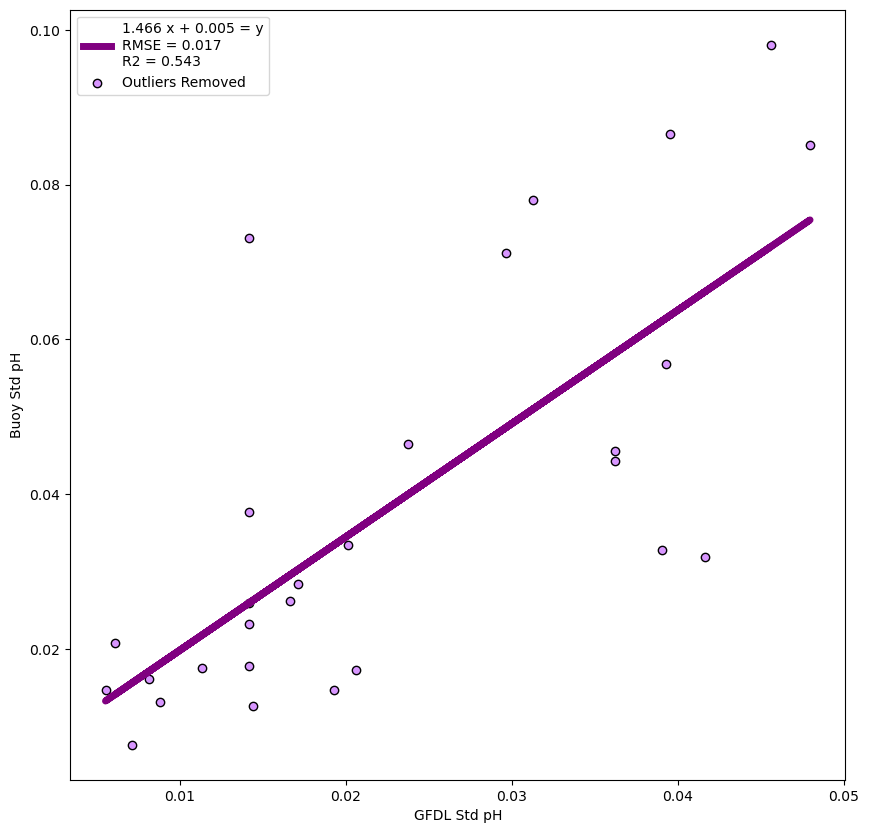 1.466 x + 0.005 = y
RMSE = 0.017
R2 = 0.543
Outliers Removed
0.10
0.08
0.06
0.04
0.02
Buoy Std pH
0.01
0.02
0.03
0.04
0.05
GFDL Std pH